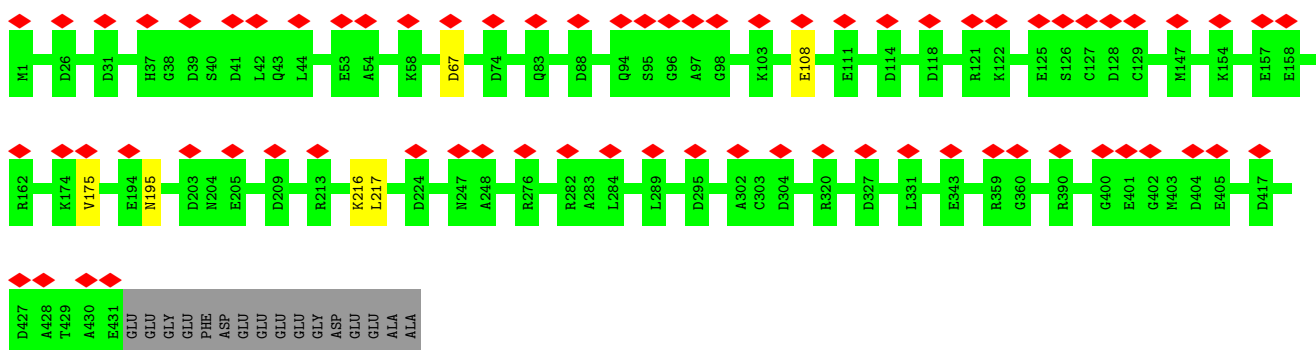 M1 D26 D31 H37 G38 D39 S40 D41 L42 Q43 L44 E53 A54 K58 D67 D74 Q83 D88 Q94 S95 G96 A97 G98 K103 E108 E111 D114 D118 R121 K122 E125 S126 C127 D128 C129 M147 K154 E157 E158
R162 K174 V175 E194 N195 D203 N204 E205 D209 R213 K216 L217 D224 N247 A248 R276 R282 A283 L284 L289 D295 A302 C303 D304 R320 D327 L331 E343 R359 G360 R390 G400 E401 G402 M403 D404 E405 D417
D427 A428 T429 A430 E431 GLU GLU GLY GLU PHE ASP GLU GLU GLU GLU GLY ASP GLU GLU ALA ALA